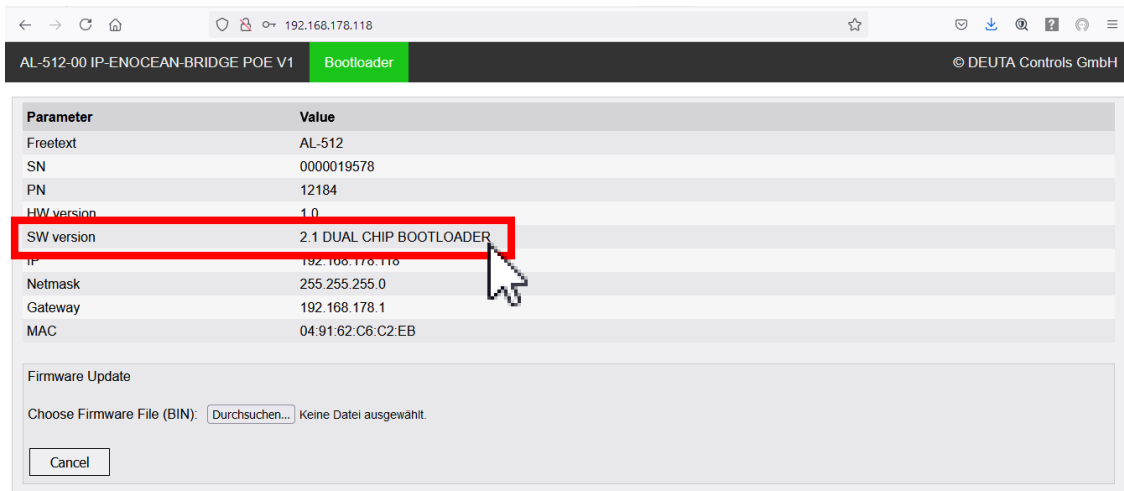 192.168.178.118
AL-512-00 IP-ENOCEAN-BRIDGE POE V1 Bootloader © DEUTA Controls GmbH
Parameter Value
Freetext AL-512
SN 0000019578
PN 12184
HW version 1.0
SW version 2.1 DUAL CHIP BOOTLOADER
IP 192.168.178.118
Netmask 255.255.255.0
Gateway 192.168.178.1
MAC 04:91:62:C6:C2:EB
Firmware Update
Choose Firmware File (BIN): Durchsuchen... Keine Datei ausgewählt.
Cancel